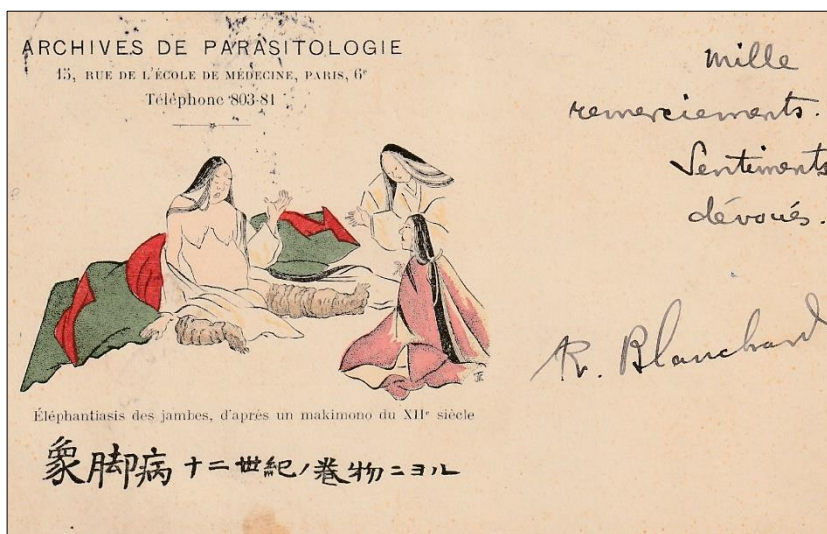 ARCHIVES DE PARASITOLOGIE
15, RUE DE L'ÉCOLE DE MÉDECINE, PARIS, 6ᵉ
Téléphone 803-81
Éléphantiasis des jambes, d'après un makimono du XIIᵉ siècle
象脚病 十二世紀ノ巻物ニヨル
mille
remerciements.
Sentiments
dévoués.
R. Blanchard